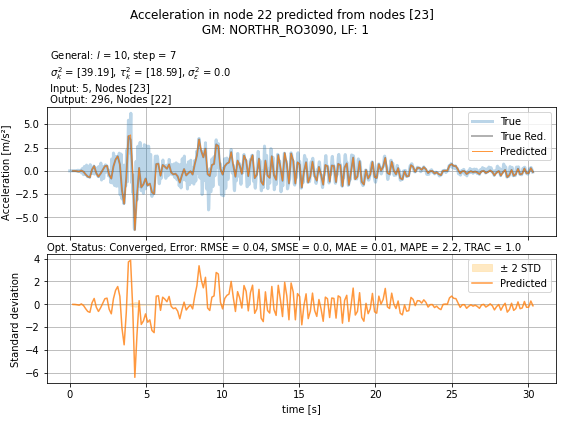 Acceleration in node 22 predicted from nodes [23]
GM: NORTHR_RO3090, LF: 1
General: l = 10, step = 7
σ²ₖ = [39.19], τ²ₖ = [18.59], σ²ε = 0.0
Input: 5, Nodes [23]
Output: 296, Nodes [22]
Acceleration [m/s²]
5.0
2.5
0.0
−2.5
−5.0
True
True Red.
Predicted
Opt. Status: Converged, Error: RMSE = 0.04, SMSE = 0.0, MAE = 0.01, MAPE = 2.2, TRAC = 1.0
Standard deviation
4
2
0
−2
−4
−6
± 2 STD
Predicted
0 5 10 15 20 25 30
time [s]